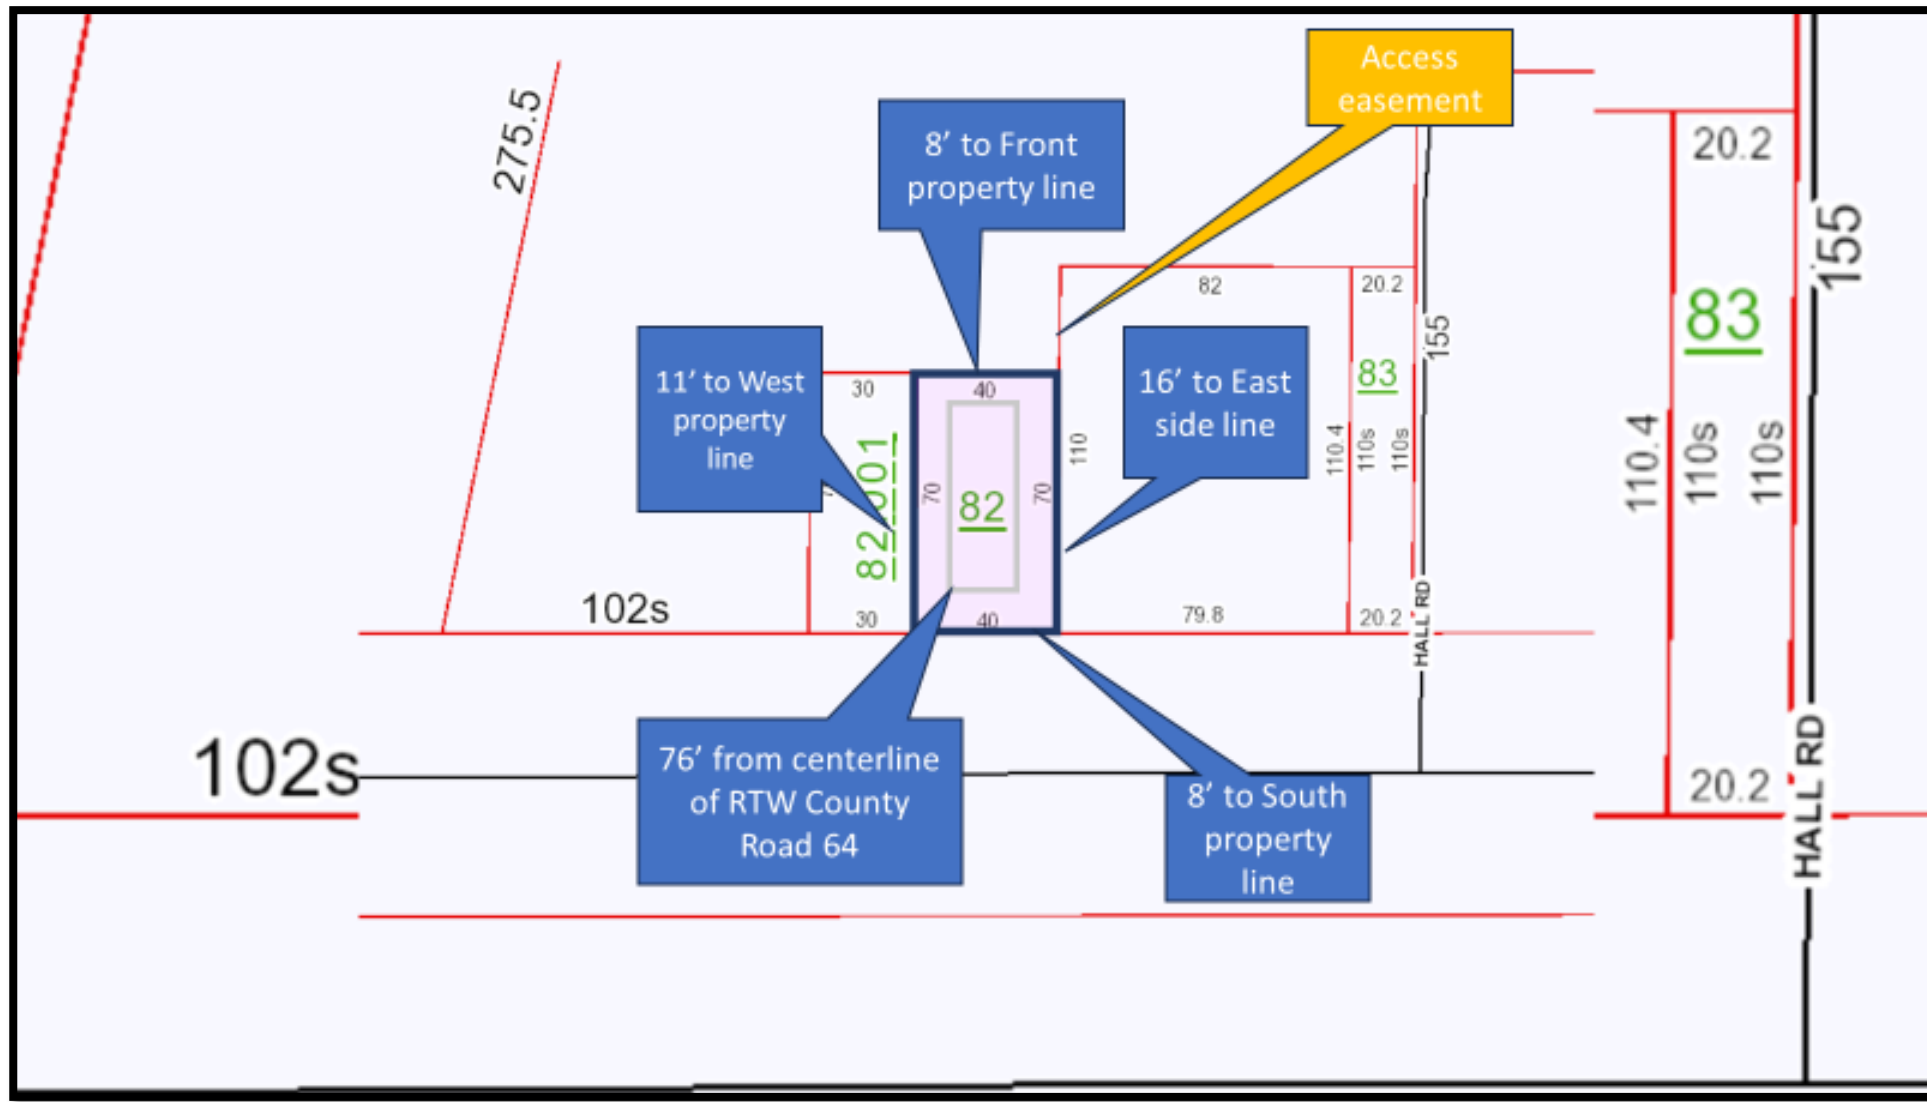 Access
easement
275.5
8’ to Front
property line
20.2
155
82
20.2
83
155
11’ to West
property
line
30
40
16’ to East
side line
83
82.001
70
82
70
110
110.4
110s
110s
110.4
110s
110s
102s
30
40
79.8
20.2
HALL RD
102s
76’ from centerline
of RTW County
Road 64
8’ to South
property
line
20.2
HALL RD